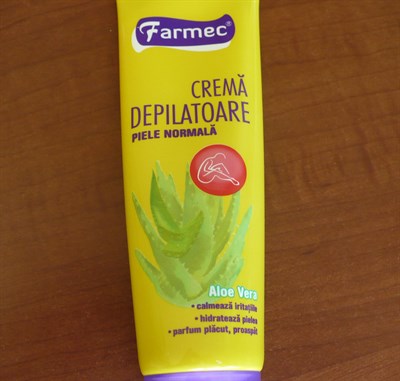 Farmec®
CREMĂ
DEPILATOARE
PIELE NORMALĂ
Aloe Vera
• calmează iritațiile
• hidratează pielea
• parfum plăcut, proaspăt